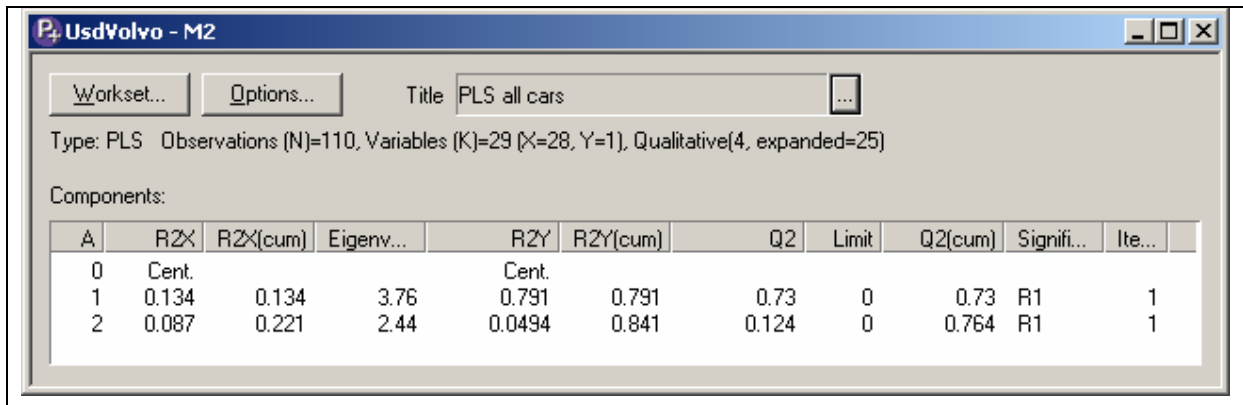 UsdVolvo - M2
Workset... Options... Title PLS all cars ...
Type: PLS Observations (N)=110, Variables (K)=29 (X=28, Y=1), Qualitative(4, expanded=25)
Components:
A R2X R2X(cum) Eigenv... R2Y R2Y(cum) Q2 Limit Q2(cum) Signifi... Ite...
0 Cent. Cent.
1 0.134 0.134 3.76 0.791 0.791 0.73 0 0.73 R1 1
2 0.087 0.221 2.44 0.0494 0.841 0.124 0 0.764 R1 1